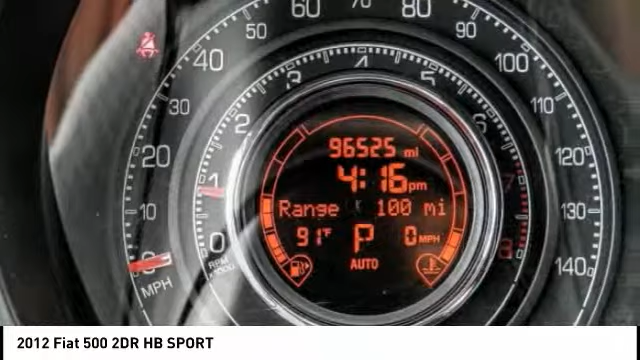 60
70
80
50
90
40
100
30
110
20
120
10
130
0
140
MPH
3
4
5
2
6
1
7
0
8
RPM
x1000
96525 mi
4:16pm
Range 100 mi
91°F P 0 MPH
AUTO
2012 Fiat 500 2DR HB SPORT